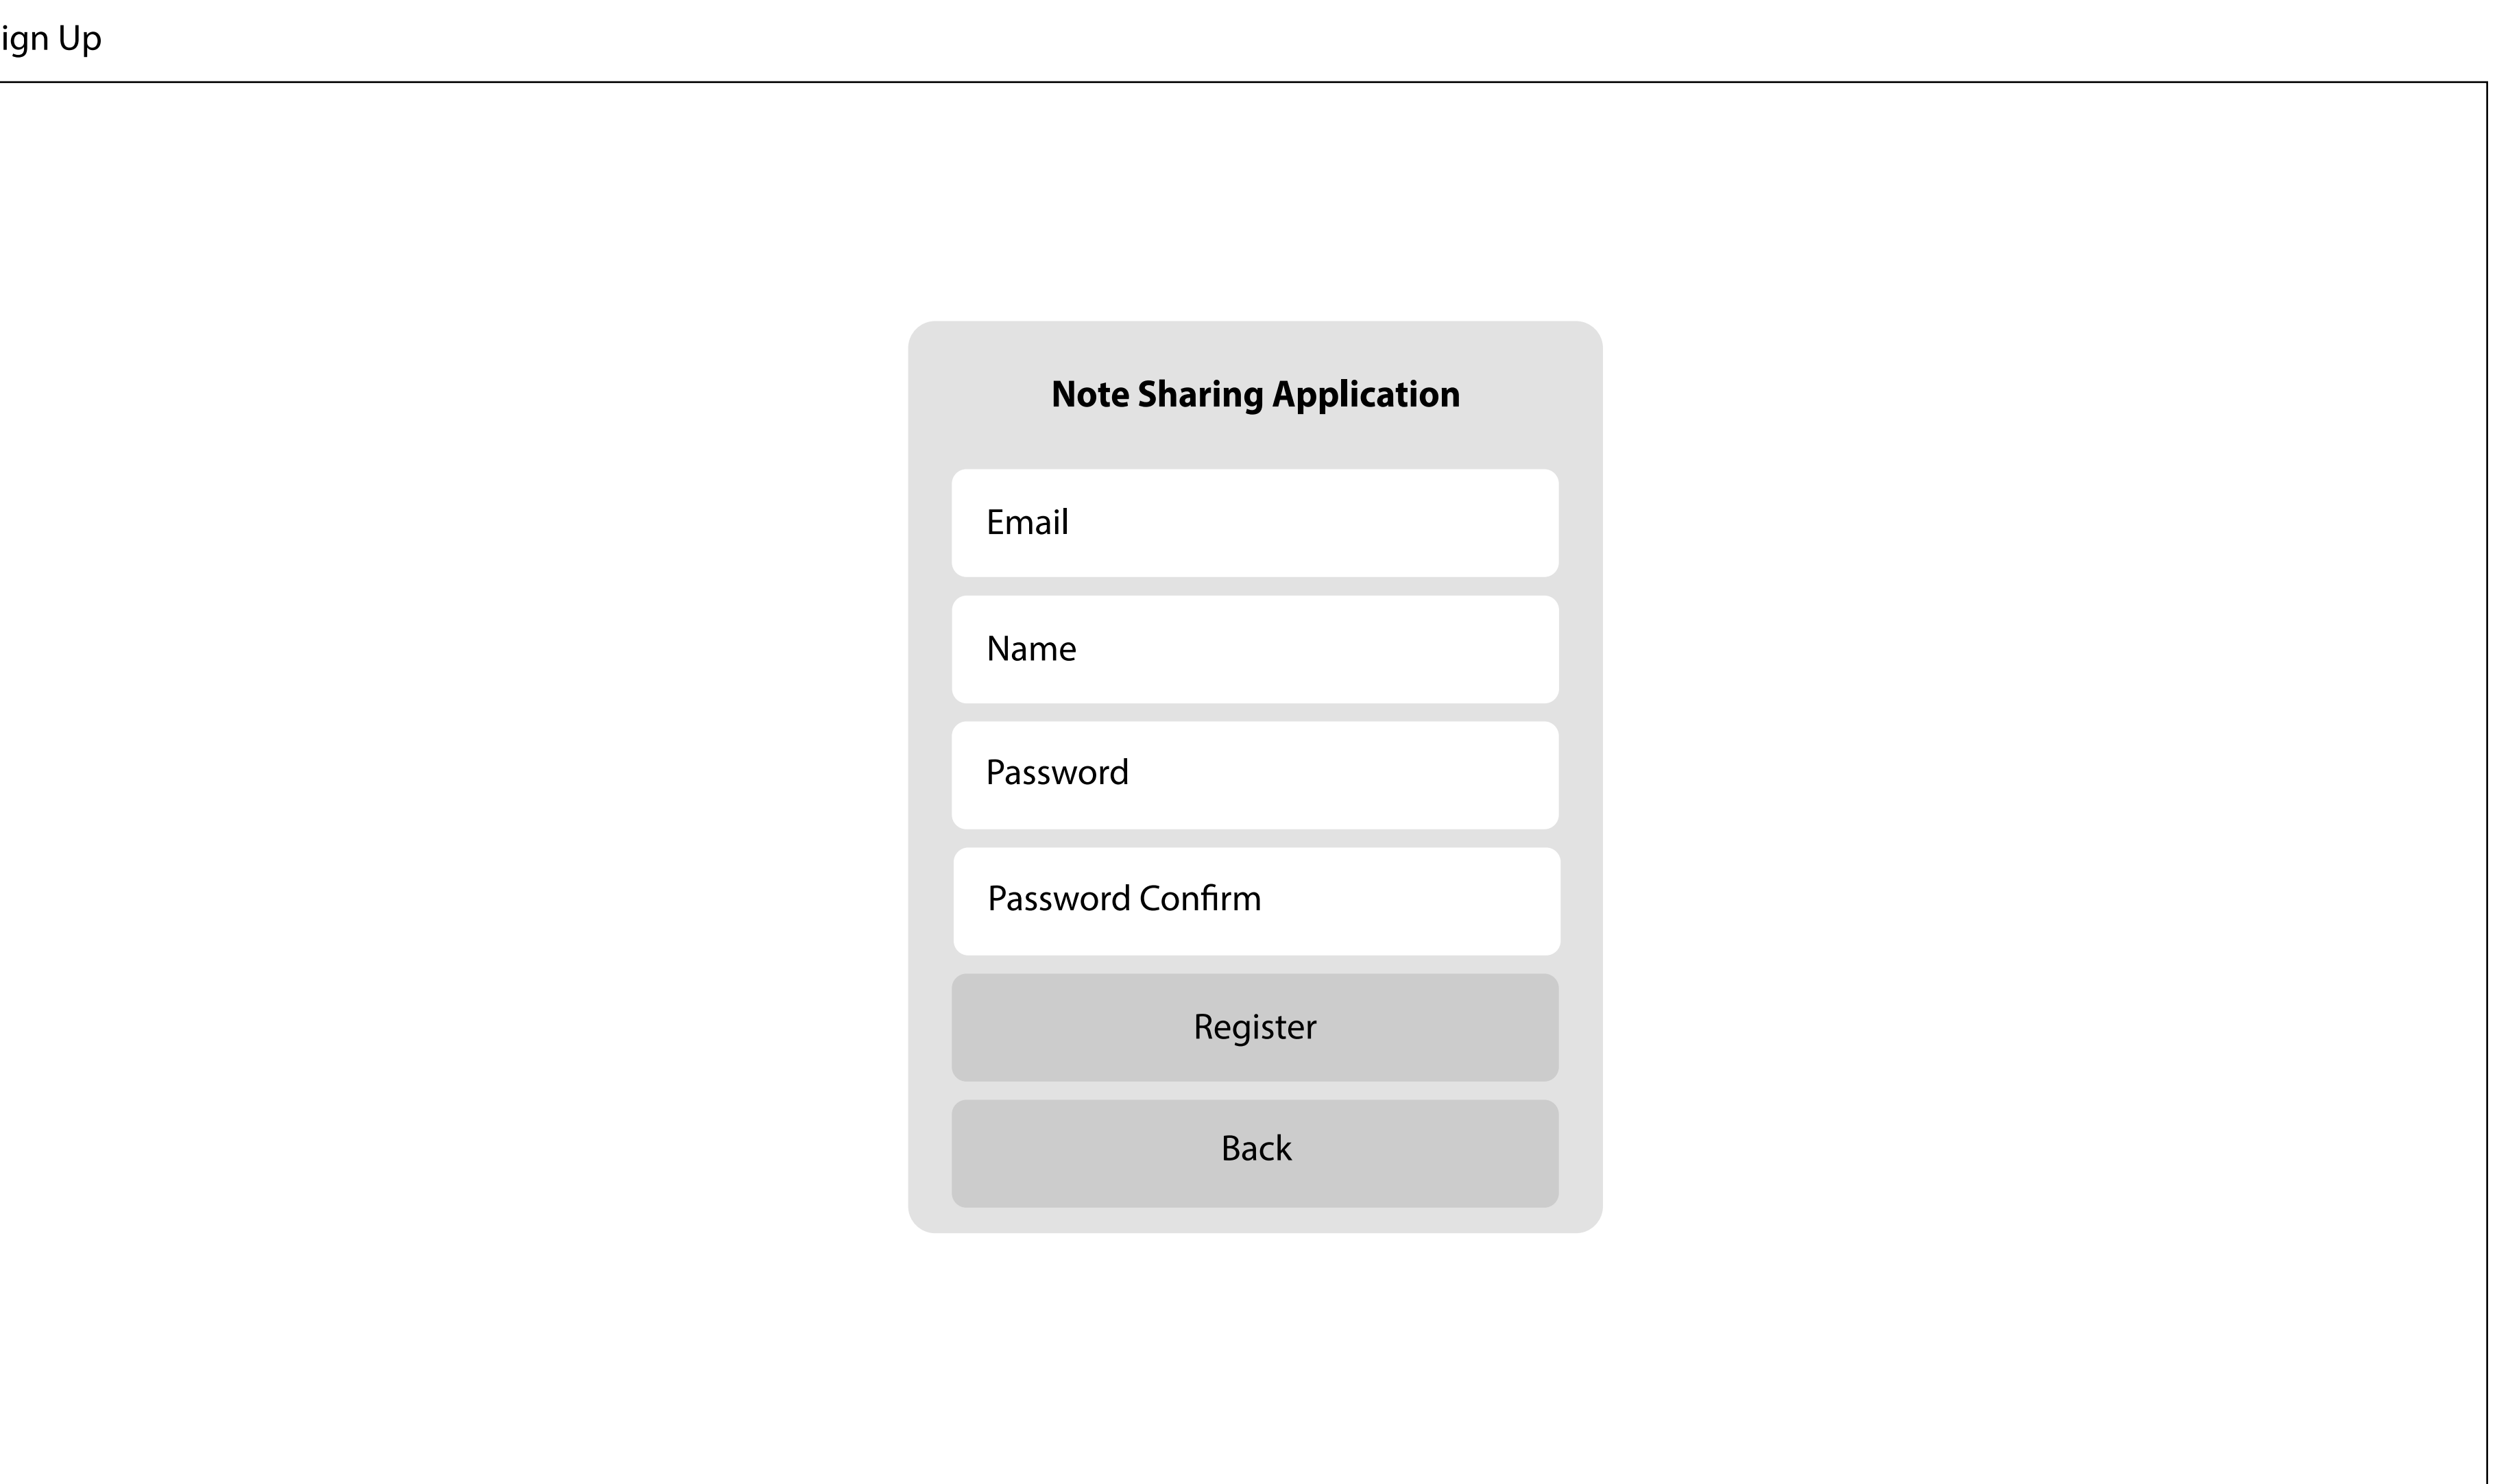 ign Up
Note Sharing Application
Email
Name
Password
Password Confirm
Register
Back